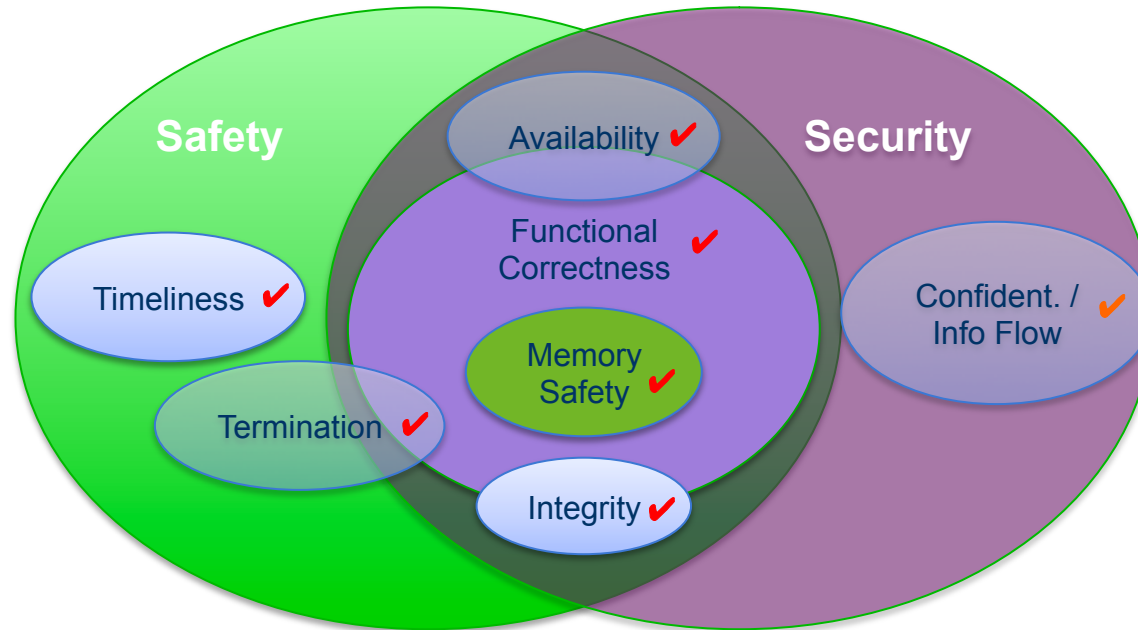 Safety
Security
Availability
Functional
Correctness
Timeliness
Confident. /
Info Flow
Memory
Safety
Termination
Integrity